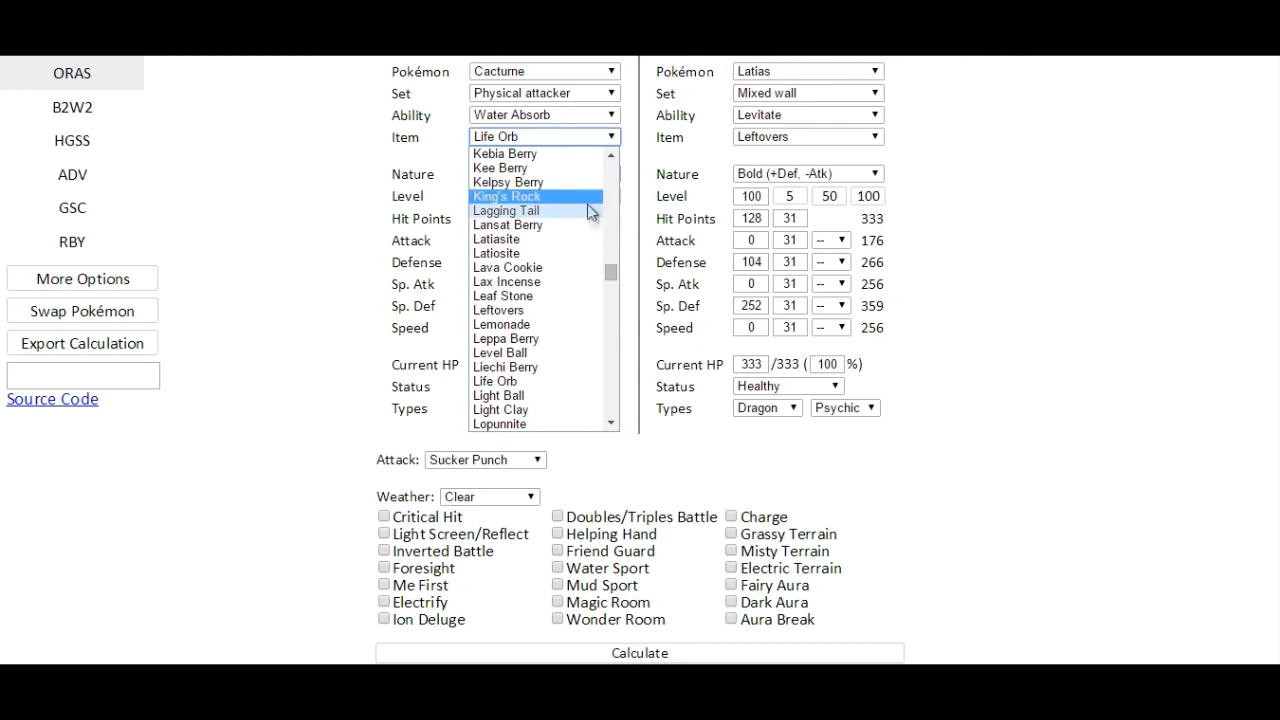 ORAS
B2W2
HGSS
ADV
GSC
RBY
More Options
Swap Pokémon
Export Calculation
Source Code
Pokémon Cacturne
Set Physical attacker
Ability Water Absorb
Item Life Orb
Kebia Berry
Kee Berry
Kelpsy Berry
King's Rock
Lagging Tail
Lansat Berry
Latiasite
Latiosite
Lava Cookie
Lax Incense
Leaf Stone
Leftovers
Lemonade
Leppa Berry
Level Ball
Liechi Berry
Life Orb
Light Ball
Light Clay
Lopunnite
Nature
Level
Hit Points
Attack
Defense
Sp. Atk
Sp. Def
Speed
Current HP
Status
Types
Pokémon Latias
Set Mixed wall
Ability Levitate
Item Leftovers
Nature Bold (+Def, -Atk)
Level 100 5 50 100
Hit Points 128 31 333
Attack 0 31 -- 176
Defense 104 31 -- 266
Sp. Atk 0 31 -- 256
Sp. Def 252 31 -- 359
Speed 0 31 -- 256
Current HP 333 /333 ( 100 %)
Status Healthy
Types Dragon Psychic
Attack: Sucker Punch
Weather: Clear
Critical Hit Doubles/Triples Battle Charge
Light Screen/Reflect Helping Hand Grassy Terrain
Inverted Battle Friend Guard Misty Terrain
Foresight Water Sport Electric Terrain
Me First Mud Sport Fairy Aura
Electrify Magic Room Dark Aura
Ion Deluge Wonder Room Aura Break
Calculate